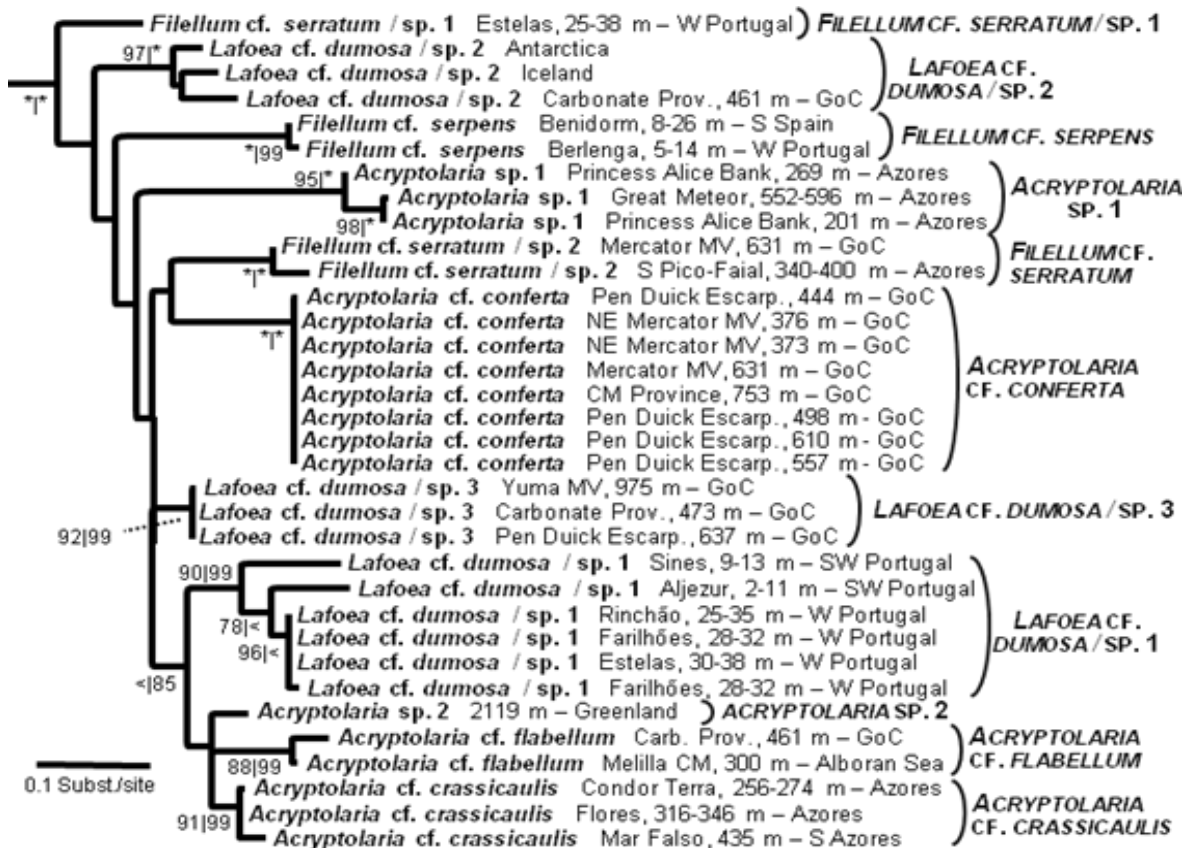 Filellum cf. serratum / sp. 1 Estelas, 25-38 m – W Portugal
FILELLUM CF. SERRATUM/SP. 1
97|*
Lafoea cf. dumosa / sp. 2 Antarctica
Lafoea cf. dumosa / sp. 2 Iceland
Lafoea cf. dumosa / sp. 2 Carbonate Prov., 461 m – GoC
LAFOEA CF.
DUMOSA/SP. 2
*|*
Filellum cf. serpens Benidorm, 8-26 m – S Spain
Filellum cf. serpens Berlenga, 5-14 m – W Portugal
FILELLUM CF. SERPENS
*|99
95|*
Acryptolaria sp. 1 Princess Alice Bank, 269 m – Azores
Acryptolaria sp. 1 Great Meteor, 552-596 m – Azores
Acryptolaria sp. 1 Princess Alice Bank, 201 m – Azores
ACRYPTOLARIA
SP. 1
98|*
Filellum cf. serratum / sp. 2 Mercator MV, 631 m – GoC
Filellum cf. serratum / sp. 2 S Pico-Faial, 340-400 m – Azores
FILELLUM CF.
SERRATUM
*|*
Acryptolaria cf. conferta Pen Duick Escarp., 444 m – GoC
Acryptolaria cf. conferta NE Mercator MV, 376 m – GoC
Acryptolaria cf. conferta NE Mercator MV, 373 m – GoC
Acryptolaria cf. conferta Mercator MV, 631 m – GoC
Acryptolaria cf. conferta CM Province, 753 m – GoC
Acryptolaria cf. conferta Pen Duick Escarp., 498 m - GoC
Acryptolaria cf. conferta Pen Duick Escarp., 610 m - GoC
Acryptolaria cf. conferta Pen Duick Escarp., 557 m - GoC
ACRYPTOLARIA
CF. CONFERTA
*|*
Lafoea cf. dumosa / sp. 3 Yuma MV, 975 m – GoC
Lafoea cf. dumosa / sp. 3 Carbonate Prov., 473 m – GoC
Lafoea cf. dumosa / sp. 3 Pen Duick Escarp., 637 m – GoC
LAFOEA CF. DUMOSA/SP. 3
92|99
90|99
Lafoea cf. dumosa / sp. 1 Sines, 9-13 m – SW Portugal
Lafoea cf. dumosa / sp. 1 Aljezur, 2-11 m – SW Portugal
Lafoea cf. dumosa / sp. 1 Rinchão, 25-35 m – W Portugal
Lafoea cf. dumosa / sp. 1 Farilhões, 28-32 m – W Portugal
Lafoea cf. dumosa / sp. 1 Estelas, 30-38 m – W Portugal
Lafoea cf. dumosa / sp. 1 Farilhões, 28-32 m – W Portugal
LAFOEA CF.
DUMOSA/SP. 1
78|<
96|<
<|85
Acryptolaria sp. 2 2119 m – Greenland
ACRYPTOLARIA SP. 2
Acryptolaria cf. flabellum Carb. Prov., 461 m – GoC
Acryptolaria cf. flabellum Melilla CM, 300 m – Alboran Sea
ACRYPTOLARIA
CF. FLABELLUM
88|99
Acryptolaria cf. crassicaulis Condor Terra, 256-274 m – Azores
Acryptolaria cf. crassicaulis Flores, 316-346 m – Azores
Acryptolaria cf. crassicaulis Mar Falso, 435 m – S Azores
ACRYPTOLARIA
CF. CRASSICAULIS
91|99
0.1 Subst./site